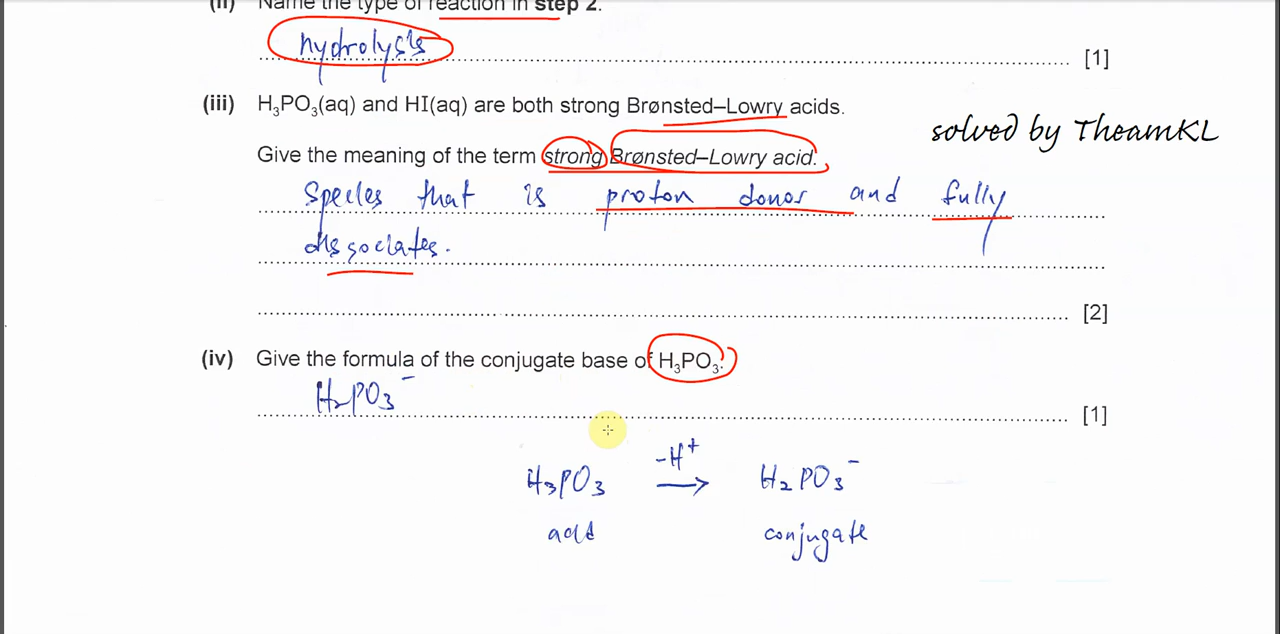 (ii) Name the type of reaction in step 2.
hydrolysis
[1]
(iii) H₃PO₃(aq) and HI(aq) are both strong Brønsted–Lowry acids.
solved by TheamKL
Give the meaning of the term strong Brønsted–Lowry acid.
Species that is proton donor and fully
dissociates.
[2]
(iv) Give the formula of the conjugate base of H₃PO₃.
H₂PO₃⁻
[1]
H₃PO₃ -H⁺ → H₂PO₃⁻
acid conjugate